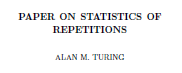 PAPER ON STATISTICS OF
REPETITIONS
ALAN M. TURING